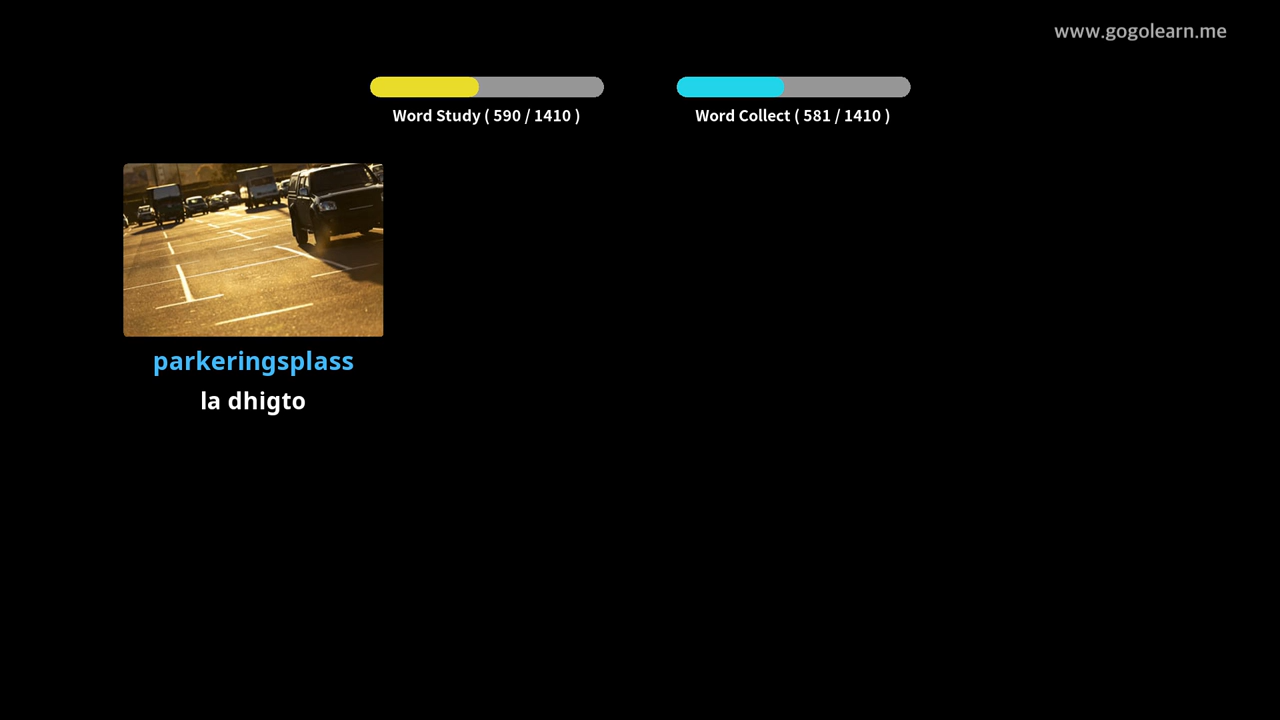 www.gogolearn.me
Word Study ( 590 / 1410 )
Word Collect ( 581 / 1410 )
parkeringsplass
la dhigto